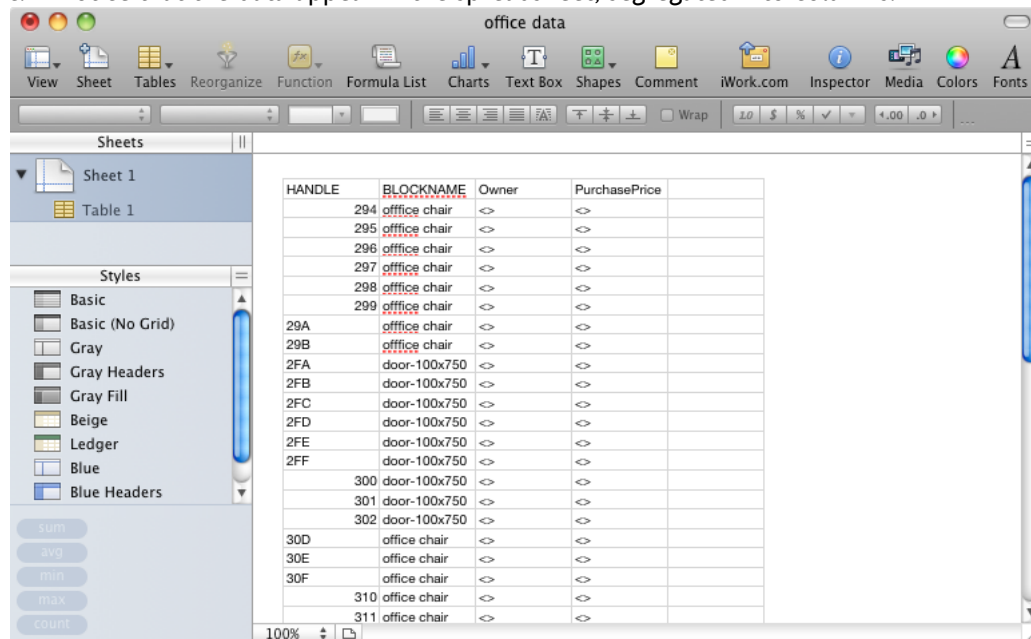 office data
View Sheet Tables Reorganize Function Formula List Charts Text Box Shapes Comment iWork.com Inspector Media Colors Fonts
Wrap 1.0 $ % .00 .0 ...
Sheets
Sheet 1
Table 1
Styles
Basic
Basic (No Grid)
Gray
Gray Headers
Gray Fill
Beige
Ledger
Blue
Blue Headers
sum
avg
min
max
count
HANDLE BLOCKNAME Owner PurchasePrice
294 offfice chair <> <>
295 offfice chair <> <>
296 offfice chair <> <>
297 offfice chair <> <>
298 offfice chair <> <>
299 offfice chair <> <>
29A offfice chair <> <>
29B offfice chair <> <>
2FA door-100x750 <> <>
2FB door-100x750 <> <>
2FC door-100x750 <> <>
2FD door-100x750 <> <>
2FE door-100x750 <> <>
2FF door-100x750 <> <>
300 door-100x750 <> <>
301 door-100x750 <> <>
302 door-100x750 <> <>
30D office chair <> <>
30E office chair <> <>
30F office chair <> <>
310 office chair <> <>
311 office chair <> <>
100%